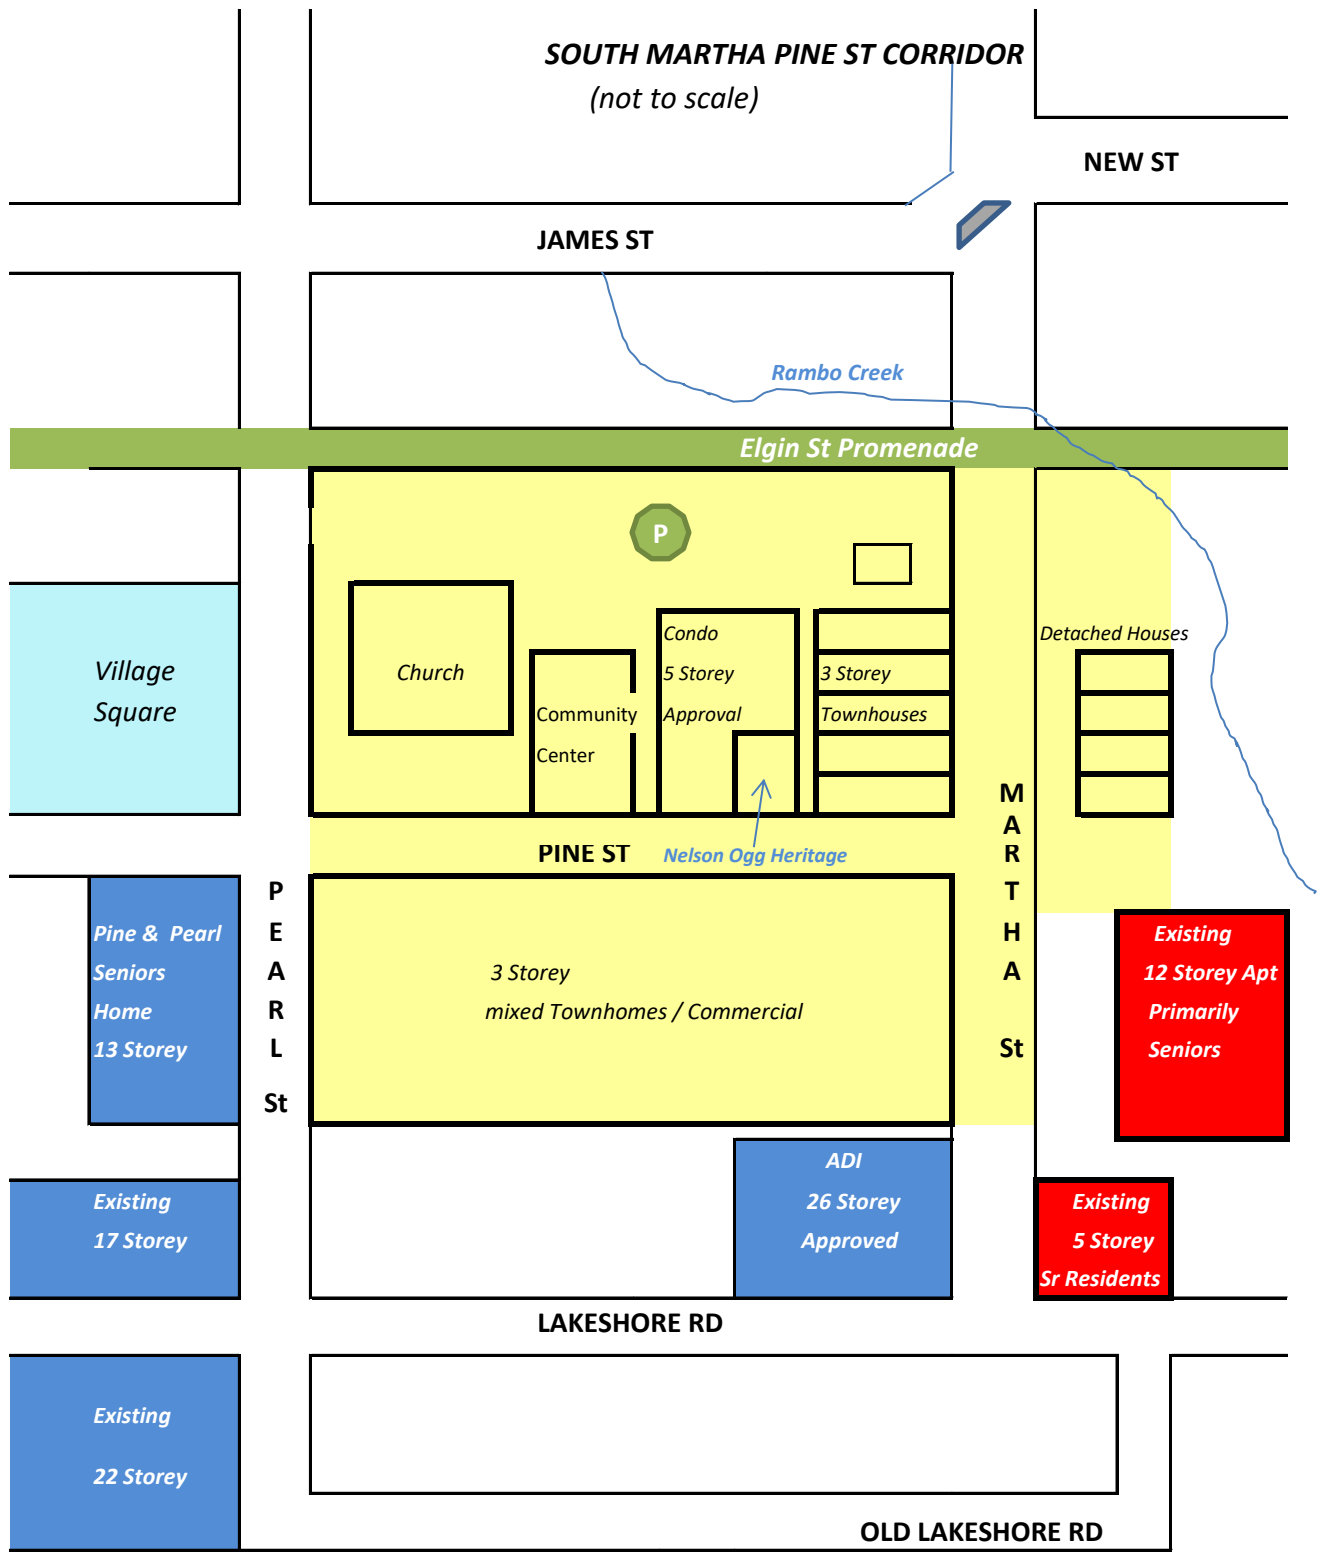 SOUTH MARTHA PINE ST CORRIDOR
(not to scale)
NEW ST
JAMES ST
Rambo Creek
Elgin St Promenade
P
Village
Square
Church
Community
Center
Condo
5 Storey
Approval
3 Storey
Townhouses
Detached Houses
PINE ST
Nelson Ogg Heritage
M
A
R
T
H
A
St
P
E
A
R
L
St
Pine & Pearl
Seniors
Home
13 Storey
3 Storey
mixed Townhomes / Commercial
Existing
12 Storey Apt
Primarily
Seniors
Existing
17 Storey
ADI
26 Storey
Approved
Existing
5 Storey
Sr Residents
LAKESHORE RD
Existing
22 Storey
OLD LAKESHORE RD